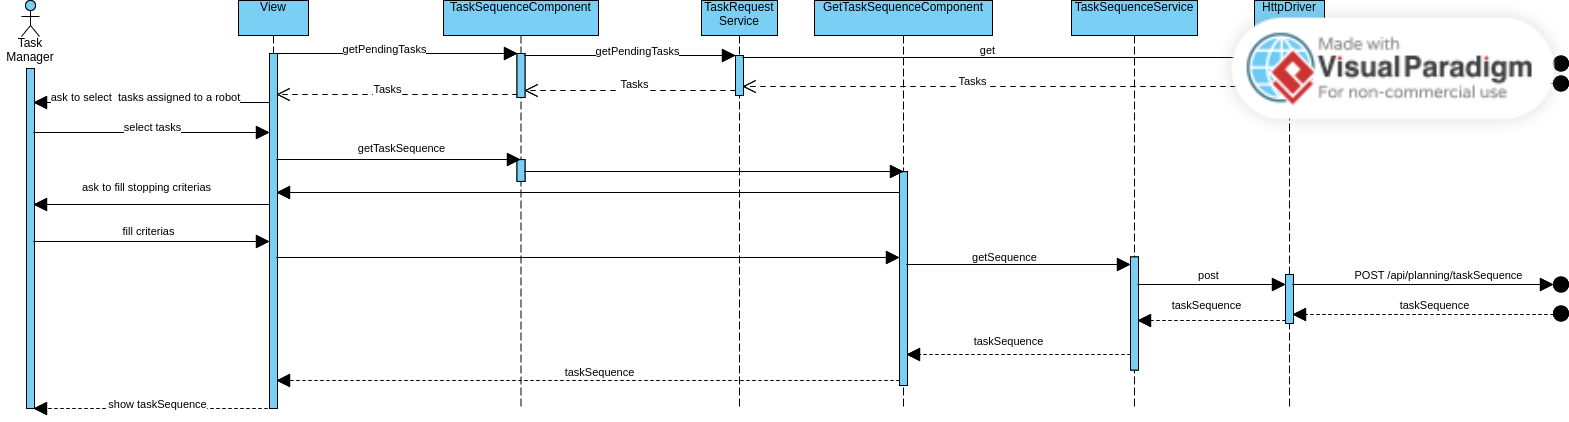 View
TaskSequenceComponent
TaskRequest
Service
GetTaskSequenceComponent
TaskSequenceService
HttpDriver
Task
Manager
getPendingTasks
getPendingTasks
get
Made with
Visual Paradigm
For non-commercial use
Tasks
Tasks
Tasks
ask to select tasks assigned to a robot
select tasks
getTaskSequence
ask to fill stopping criterias
fill criterias
getSequence
post
POST /api/planning/taskSequence
taskSequence
taskSequence
taskSequence
taskSequence
show taskSequence